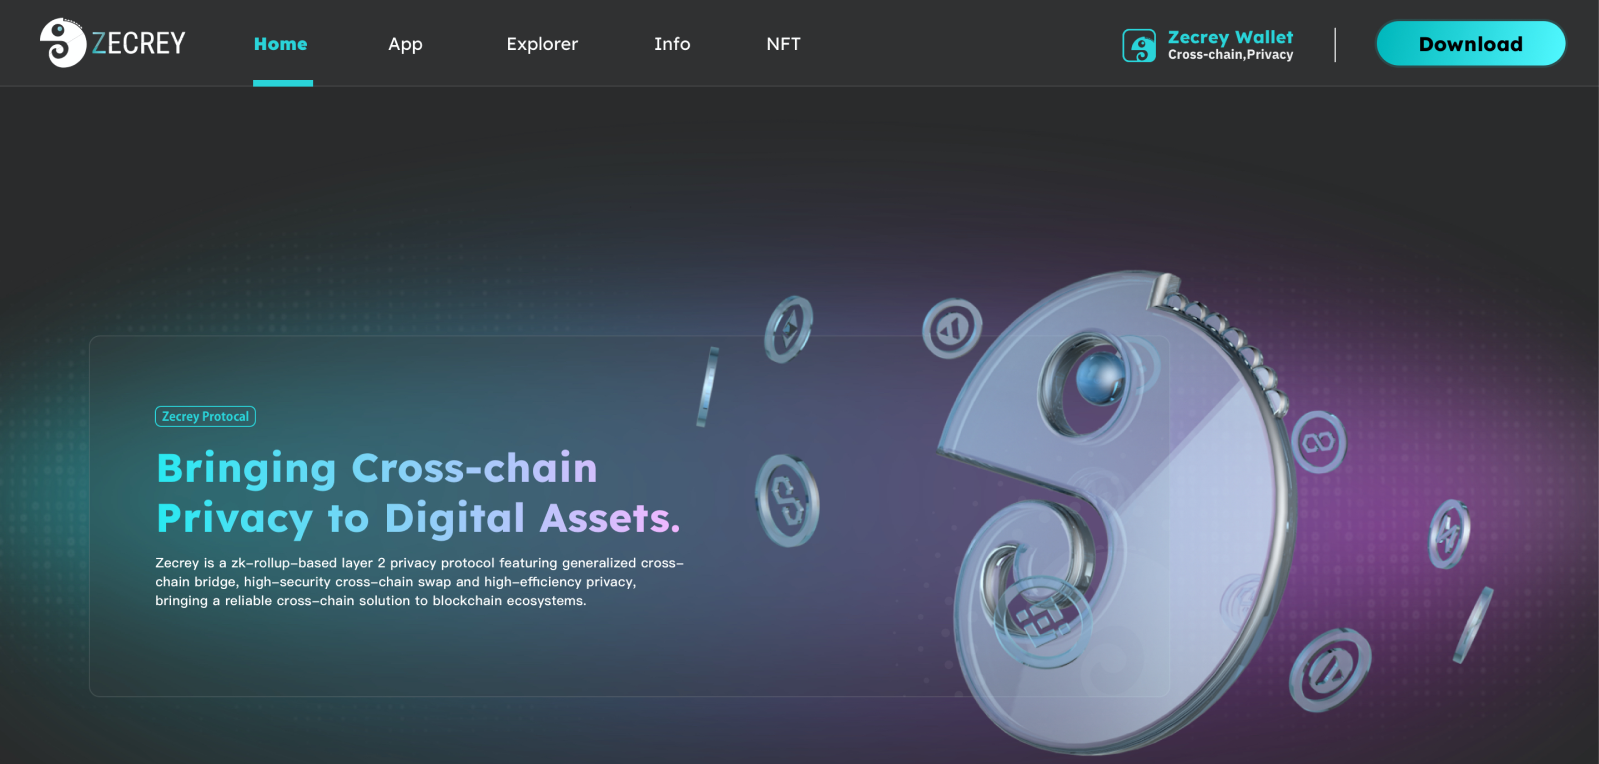 ZECREY
Home
App
Explorer
Info
NFT
Zecrey Wallet
Cross-chain,Privacy
Download
Zecrey Protocal
Bringing Cross-chain
Privacy to Digital Assets.
Zecrey is a zk-rollup-based layer 2 privacy protocol featuring generalized cross-
chain bridge, high-security cross-chain swap and high-efficiency privacy,
bringing a reliable cross-chain solution to blockchain ecosystems.